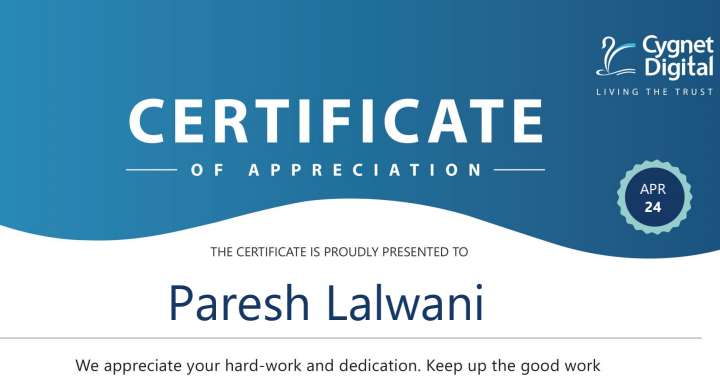 Cygnet
Digital
LIVING THE TRUST
CERTIFICATE
OF APPRECIATION
APR
24
THE CERTIFICATE IS PROUDLY PRESENTED TO
Paresh Lalwani
We appreciate your hard-work and dedication. Keep up the good work